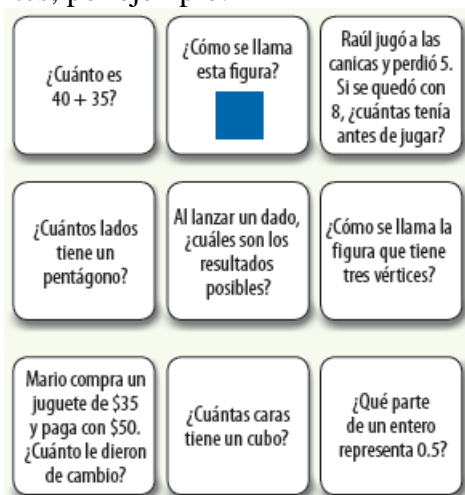 ¿Cuánto es
40 + 35?
¿Cómo se llama
esta figura?
Raúl jugó a las
canicas y perdió 5.
Si se quedó con
8, ¿cuántas tenía
antes de jugar?
¿Cuántos lados
tiene un
pentágono?
Al lanzar un dado,
¿cuáles son los
resultados
posibles?
¿Cómo se llama la
figura que tiene
tres vértices?
Mario compra un
juguete de $35
y paga con $50.
¿Cuánto le dieron
de cambio?
¿Cuántas caras
tiene un cubo?
¿Qué parte
de un entero
representa 0.5?